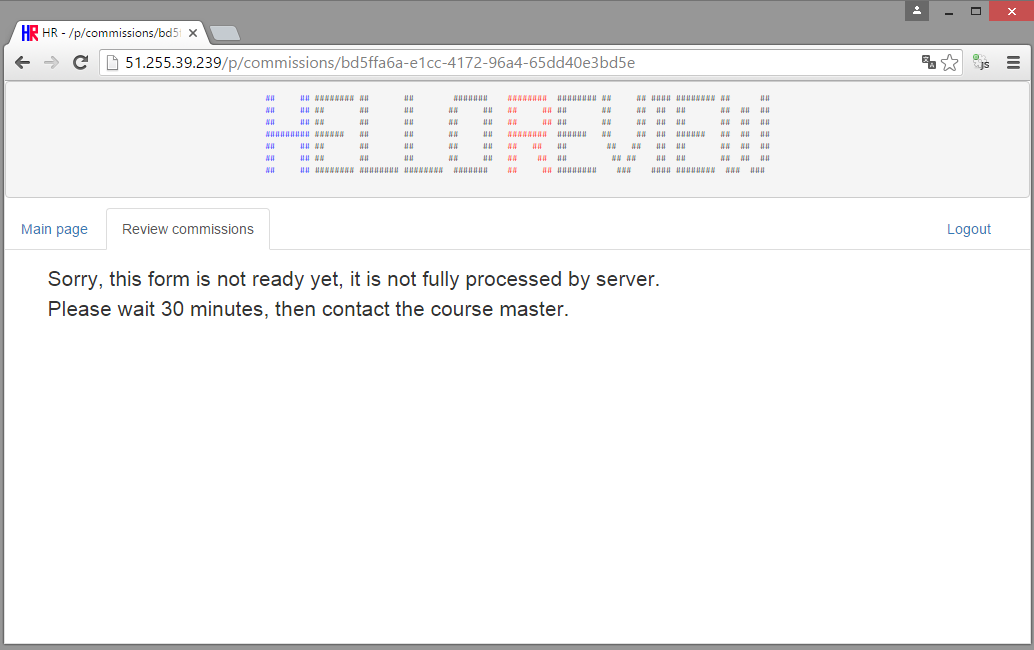 HR - /p/commissions/bd5f
51.255.39.239/p/commissions/bd5ffa6a-e1cc-4172-96a4-65dd40e3bd5e
HELLOREVIEW
Main page
Review commissions
Logout
Sorry, this form is not ready yet, it is not fully processed by server.
Please wait 30 minutes, then contact the course master.